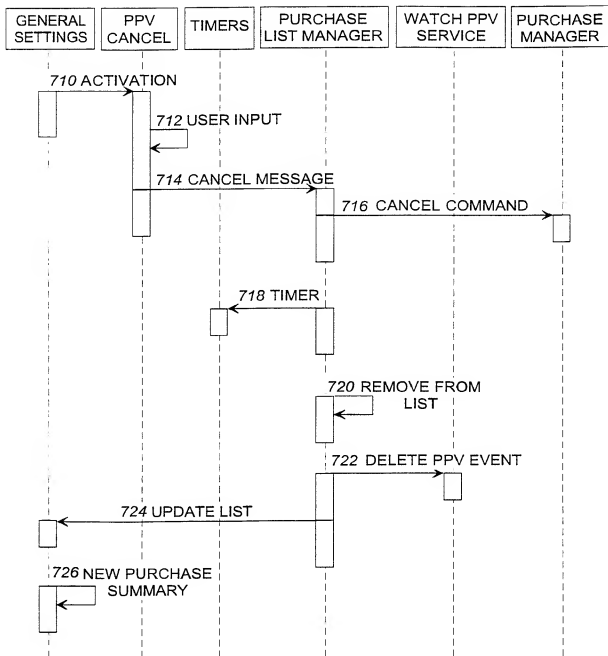 GENERAL SETTINGS
PPV CANCEL
TIMERS
PURCHASE LIST MANAGER
WATCH PPV SERVICE
PURCHASE MANAGER
710 ACTIVATION
712 USER INPUT
714 CANCEL MESSAGE
716 CANCEL COMMAND
718 TIMER
720 REMOVE FROM
LIST
722 DELETE PPV EVENT
724 UPDATE LIST
726 NEW PURCHASE
SUMMARY